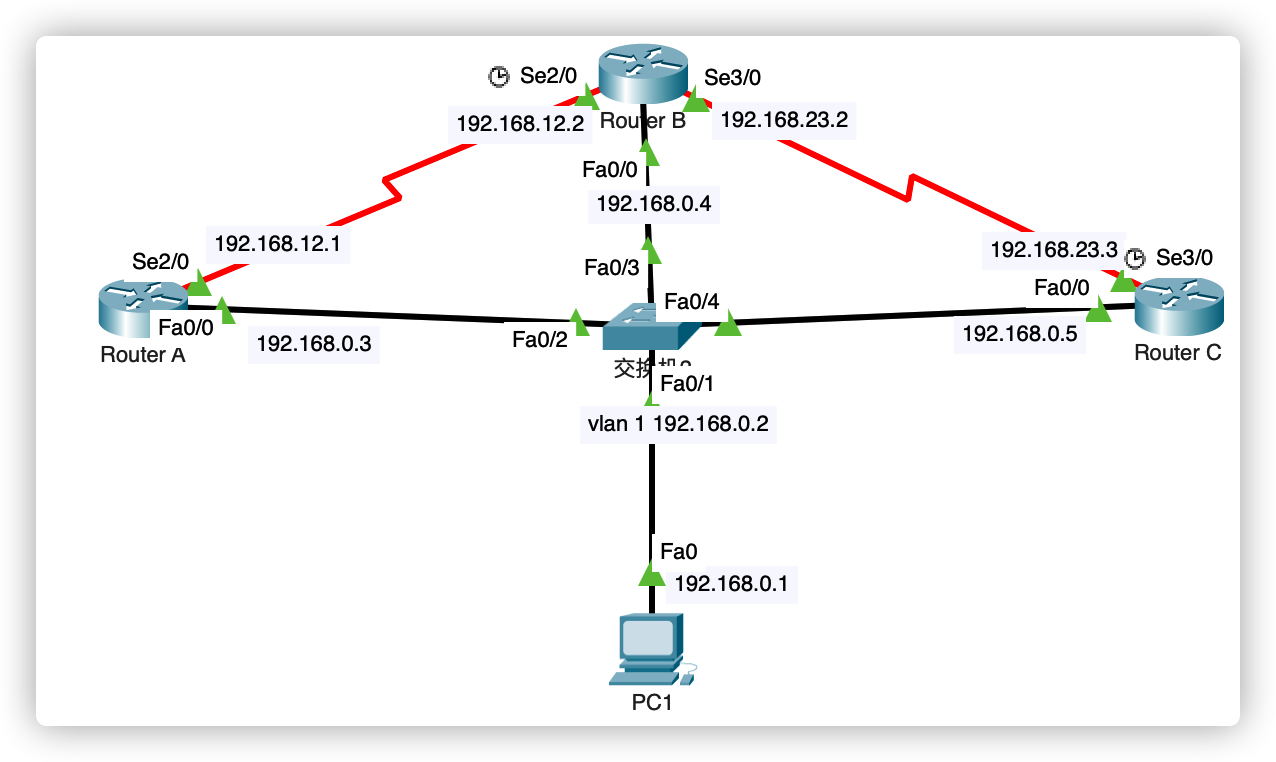 Se2/0
Se3/0
192.168.12.2
Router B
192.168.23.2
Fa0/0
192.168.0.4
192.168.12.1
192.168.23.3
Se2/0
Se3/0
Fa0/3
Fa0/0
Fa0/4
Fa0/0
Fa0/2
192.168.0.3
192.168.0.5
Router A
Router C
交换机2
Fa0/1
vlan 1 192.168.0.2
Fa0
192.168.0.1
PC1